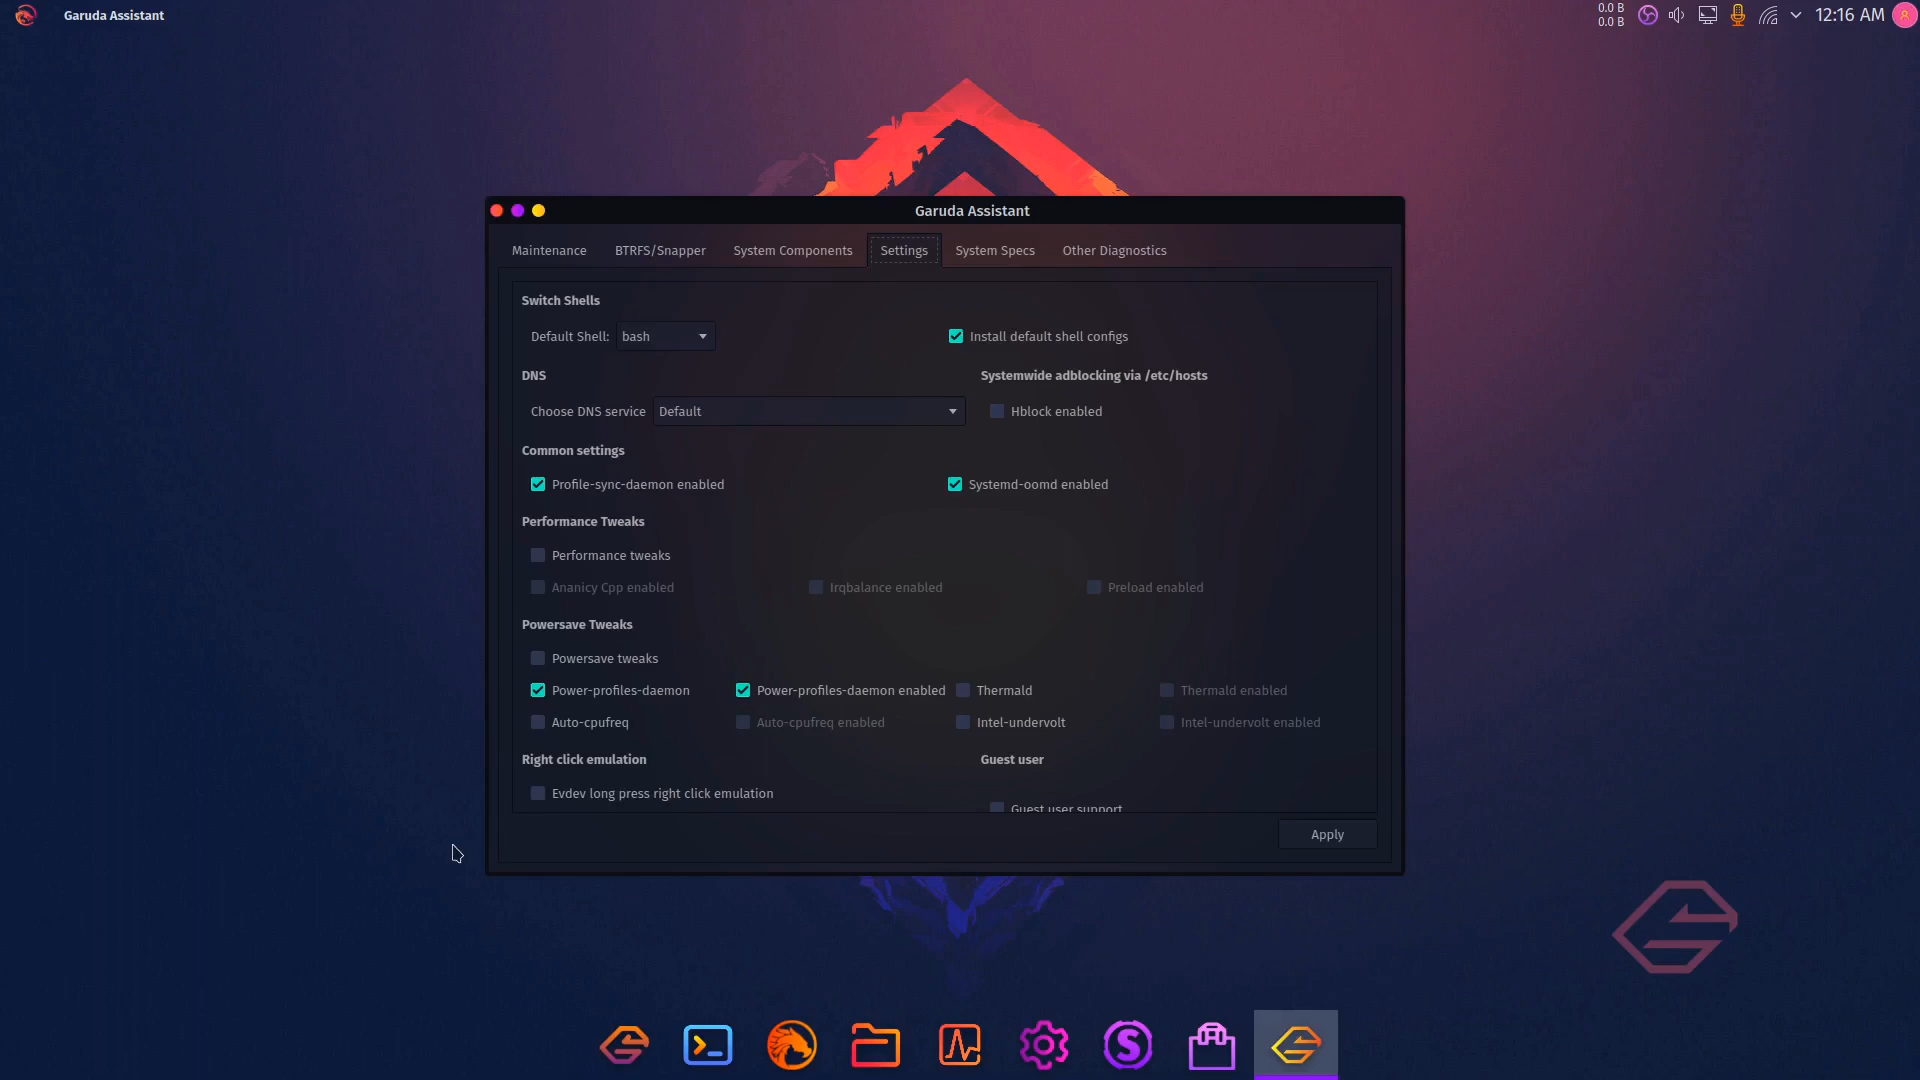 Garuda Assistant
0.0 B
0.0 B
12:16 AM
Garuda Assistant
Maintenance BTRFS/Snapper System Components Settings System Specs Other Diagnostics
Switch Shells
Default Shell: bash Install default shell configs
DNS Systemwide adblocking via /etc/hosts
Choose DNS service Default Hblock enabled
Common settings
Profile-sync-daemon enabled Systemd-oomd enabled
Performance Tweaks
Performance tweaks
Ananicy Cpp enabled Irqbalance enabled Preload enabled
Powersave Tweaks
Powersave tweaks
Power-profiles-daemon Power-profiles-daemon enabled Thermald Thermald enabled
Auto-cpufreq Auto-cpufreq enabled Intel-undervolt Intel-undervolt enabled
Right click emulation Guest user
Evdev long press right click emulation
Guest user support
Apply